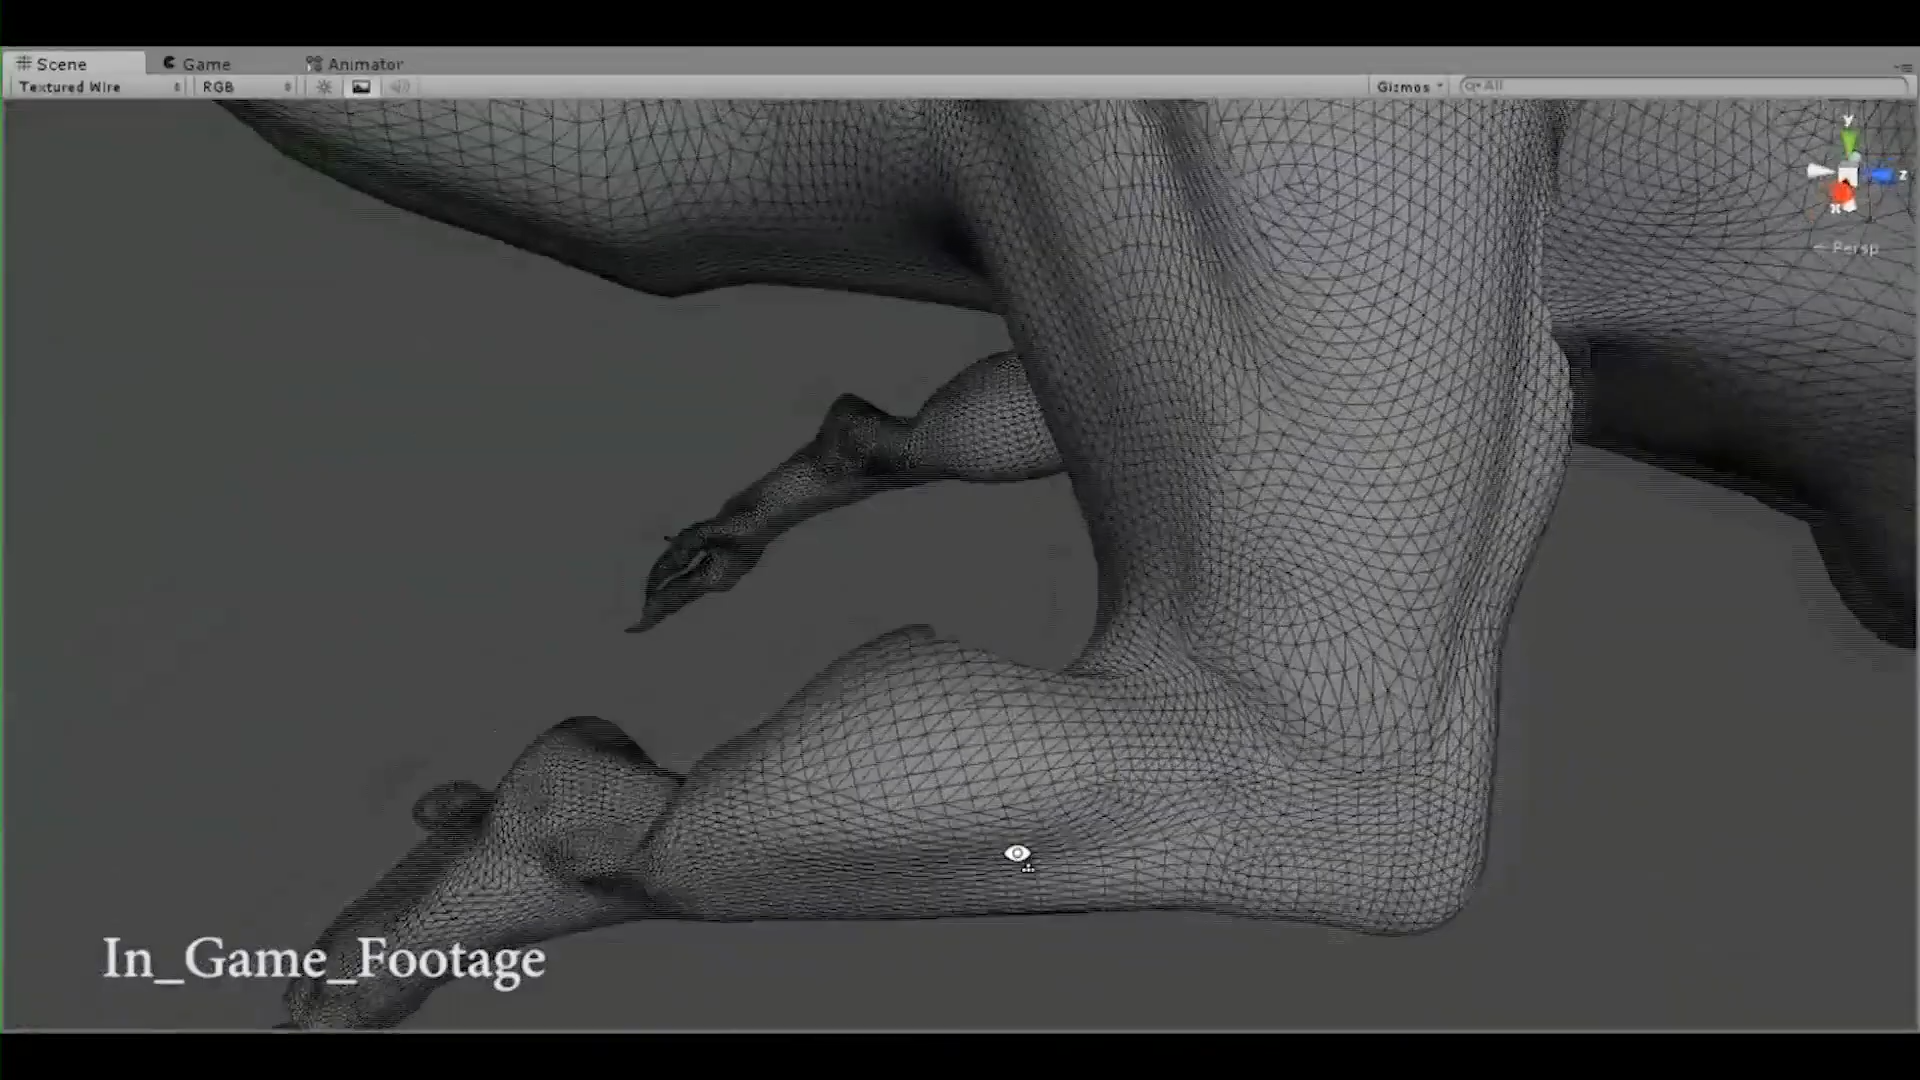 Scene Game Animator
Textured Wire RGB Gizmos All
y
z
x
Persp
In_Game_Footage